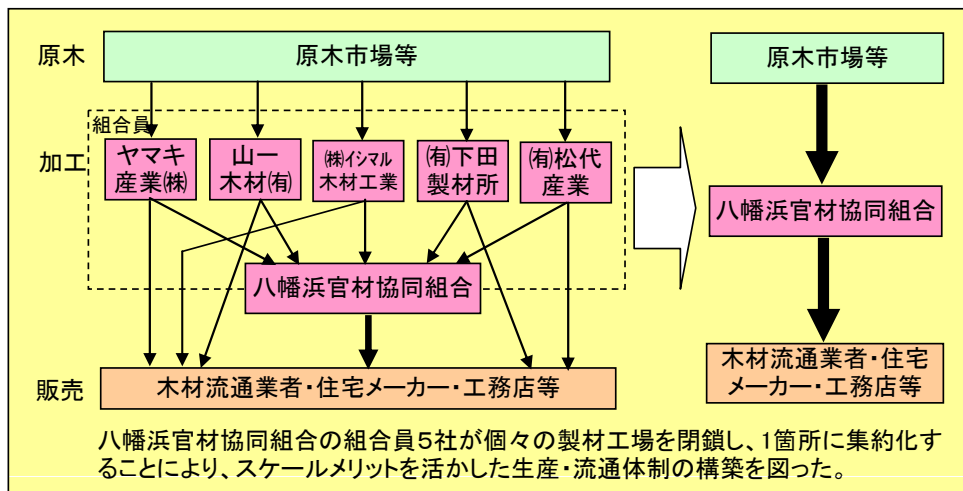 原木
原木市場等
組合員
加工
ヤマキ
産業㈱
山一
木材㈲
㈱イシマル
木材工業
㈲下田
製材所
㈲松代
産業
八幡浜官材協同組合
販売
木材流通業者・住宅メーカー・工務店等
原木市場等
八幡浜官材協同組合
木材流通業者・住宅
メーカー・工務店等
八幡浜官材協同組合の組合員5社が個々の製材工場を閉鎖し、1箇所に集約化す
ることにより、スケールメリットを活かした生産・流通体制の構築を図った。